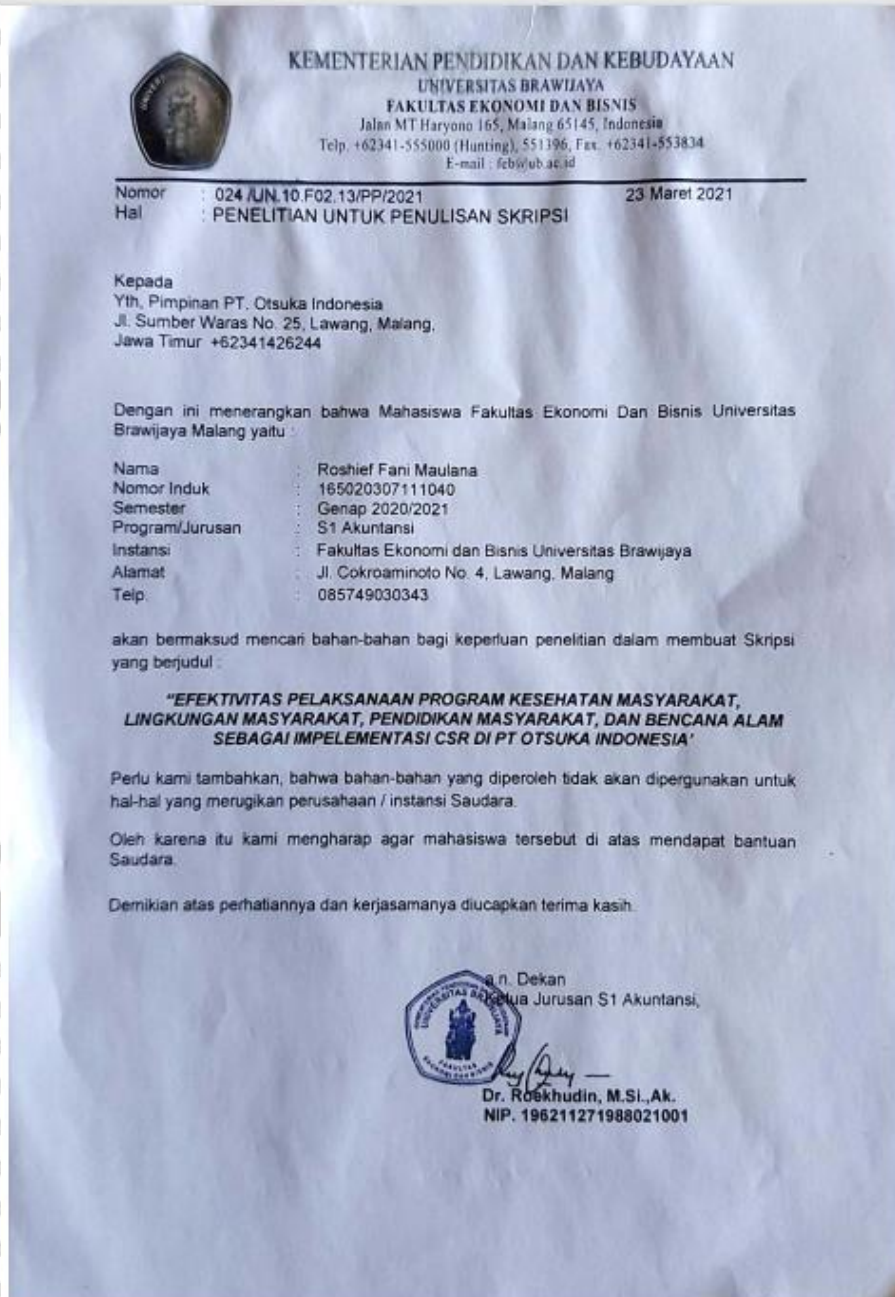 KEMENTERIAN PENDIDIKAN DAN KEBUDAYAAN
UNIVERSITAS BRAWIJAYA
FAKULTAS EKONOMI DAN BISNIS
Jalan MT Haryono 165, Malang 65145, Indonesia
Telp. +62341-555000 (Hunting), 551396, Fax. +62341-553834
E-mail : feb@ub.ac.id
Nomor : 024 /UN.10.F02.13/PP/2021 23 Maret 2021
Hal : PENELITIAN UNTUK PENULISAN SKRIPSI
Kepada
Yth, Pimpinan PT. Otsuka Indonesia
Jl. Sumber Waras No. 25, Lawang, Malang,
Jawa Timur +62341426244
Dengan ini menerangkan bahwa Mahasiswa Fakultas Ekonomi Dan Bisnis Universitas
Brawijaya Malang yaitu :
Nama : Roshief Fani Maulana
Nomor Induk : 165020307111040
Semester : Genap 2020/2021
Program/Jurusan : S1 Akuntansi
Instansi : Fakultas Ekonomi dan Bisnis Universitas Brawijaya
Alamat : Jl. Cokroaminoto No. 4, Lawang, Malang
Telp. : 085749030343
akan bermaksud mencari bahan-bahan bagi keperluan penelitian dalam membuat Skripsi
yang berjudul :
"EFEKTIVITAS PELAKSANAAN PROGRAM KESEHATAN MASYARAKAT,
LINGKUNGAN MASYARAKAT, PENDIDIKAN MASYARAKAT, DAN BENCANA ALAM
SEBAGAI IMPELEMENTASI CSR DI PT OTSUKA INDONESIA'
Perlu kami tambahkan, bahwa bahan-bahan yang diperoleh tidak akan dipergunakan untuk
hal-hal yang merugikan perusahaan / instansi Saudara.
Oleh karena itu kami mengharap agar mahasiswa tersebut di atas mendapat bantuan
Saudara.
Demikian atas perhatiannya dan kerjasamanya diucapkan terima kasih.
a.n. Dekan
Ketua Jurusan S1 Akuntansi,
UNIVERSITAS BRAWIJAYA
FAKULTAS
EKONOMI DAN BISNIS
Dr. Roekhudin, M.Si.,Ak.
NIP. 196211271988021001